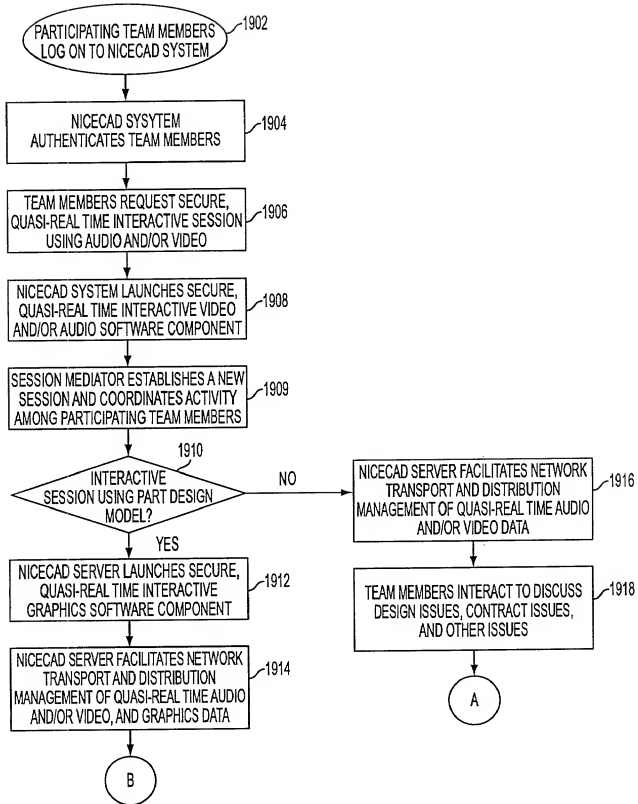 PARTICIPATING TEAM MEMBERS
LOG ON TO NICECAD SYSTEM
1902
NICECAD SYSYTEM
AUTHENTICATES TEAM MEMBERS
1904
TEAM MEMBERS REQUEST SECURE,
QUASI-REAL TIME INTERACTIVE SESSION
USING AUDIO AND/OR VIDEO
1906
NICECAD SYSTEM LAUNCHES SECURE,
QUASI-REAL TIME INTERACTIVE VIDEO
AND/OR AUDIO SOFTWARE COMPONENT
1908
SESSION MEDIATOR ESTABLISHES A NEW
SESSION AND COORDINATES ACTIVITY
AMONG PARTICIPATING TEAM MEMBERS
1909
1910
INTERACTIVE
SESSION USING PART DESIGN
MODEL?
NO
YES
NICECAD SERVER LAUNCHES SECURE,
QUASI-REAL TIME INTERACTIVE
GRAPHICS SOFTWARE COMPONENT
1912
NICECAD SERVER FACILITATES NETWORK
TRANSPORT AND DISTRIBUTION
MANAGEMENT OF QUASI-REAL TIME AUDIO
AND/OR VIDEO, AND GRAPHICS DATA
1914
B
NICECAD SERVER FACILITATES NETWORK
TRANSPORT AND DISTRIBUTION
MANAGEMENT OF QUASI-REAL TIME AUDIO
AND/OR VIDEO DATA
1916
TEAM MEMBERS INTERACT TO DISCUSS
DESIGN ISSUES, CONTRACT ISSUES,
AND OTHER ISSUES
1918
A